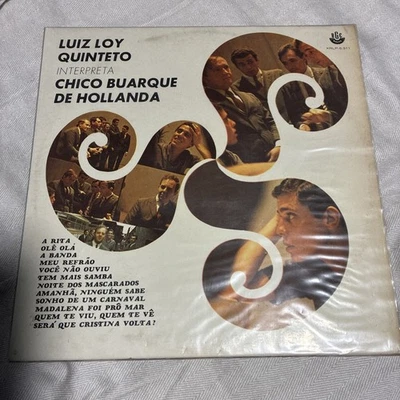 LUIZ LOY
QUINTETO
INTERPRETA
CHICO BUARQUE
DE HOLLANDA
A RITA
OLÊ OLÁ
A BANDA
MEU REFRÃO
VOCÊ NÃO OUVIU
TEM MAIS SAMBA
NOITE DOS MASCARADOS
AMANHÃ, NINGUÉM SABE
SONHO DE UM CARNAVAL
MADALENA FOI PRÔ MAR
QUEM TE VIU, QUEM TE VÊ
SERÁ QUE CRISTINA VOLTA?